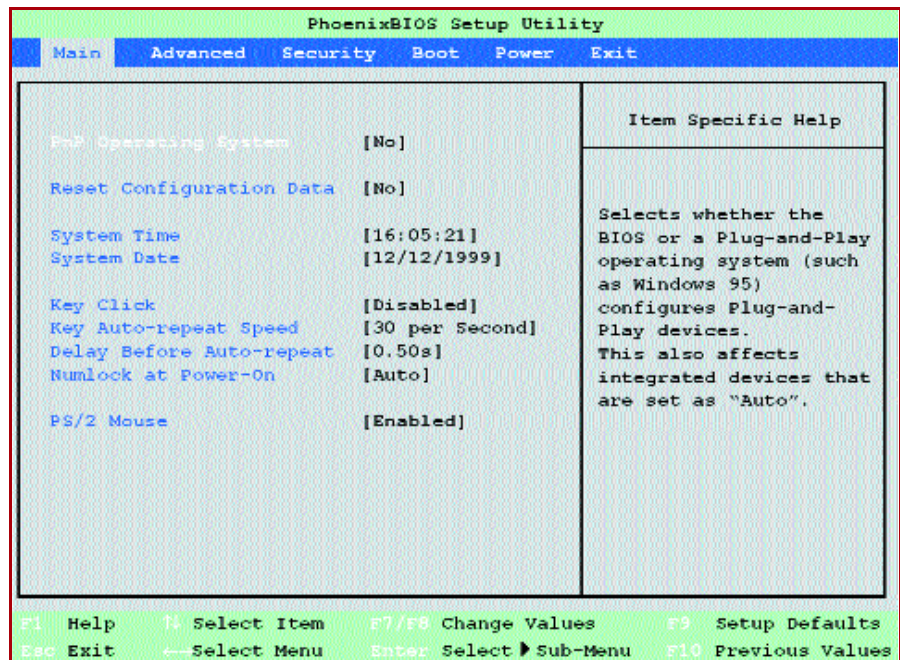 PhoenixBIOS Setup Utility
Main Advanced Security Boot Power Exit
Item Specific Help
PnP Operating System [No]
Reset Configuration Data [No]
System Time [16:05:21]
System Date [12/12/1999]
Key Click [Disabled]
Key Auto-repeat Speed [30 per Second]
Delay Before Auto-repeat [0.50s]
Numlock at Power-On [Auto]
PS/2 Mouse [Enabled]
Selects whether the
BIOS or a Plug-and-Play
operating system (such
as Windows 95)
configures Plug-and-
Play devices.
This also affects
integrated devices that
are set as “Auto”.
F1 Help ↑↓ Select Item F7/F8 Change Values F9 Setup Defaults
Esc Exit ←→ Select Menu Enter Select ▶ Sub-Menu F10 Previous Values